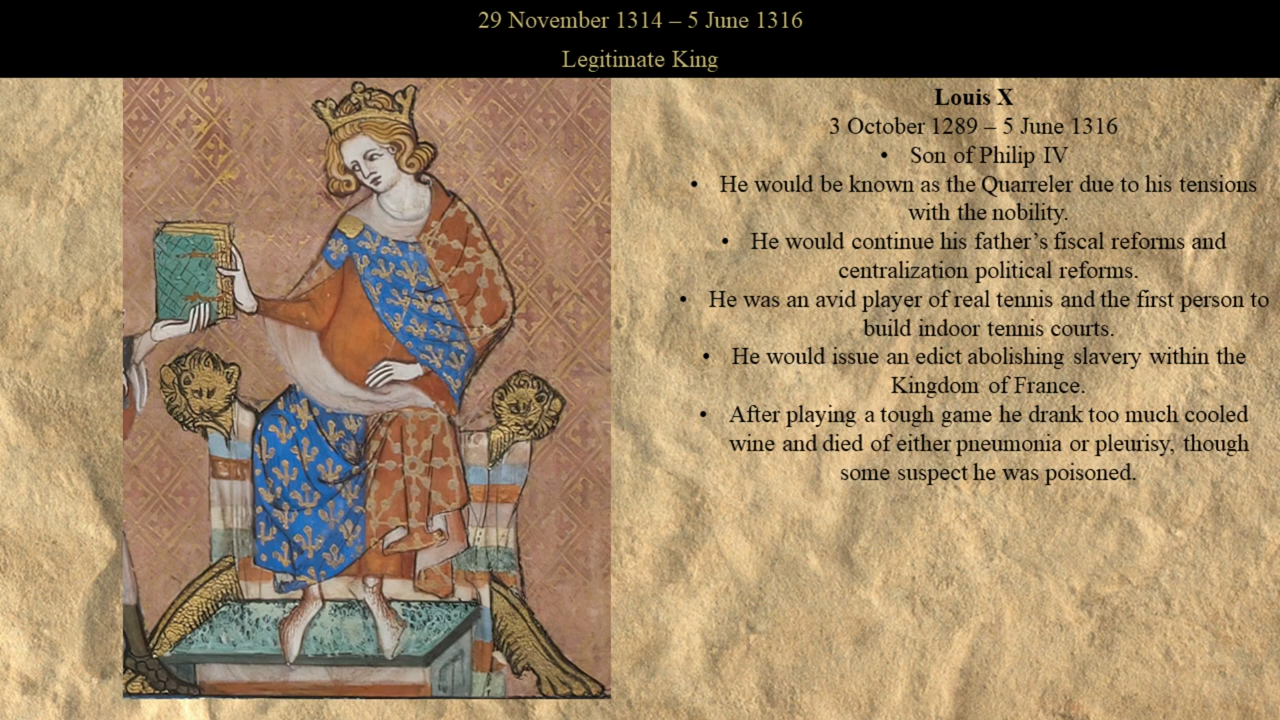 29 November 1314 – 5 June 1316
Legitimate King
Louis X
3 October 1289 – 5 June 1316
• Son of Philip IV
• He would be known as the Quarreler due to his tensions
with the nobility.
• He would continue his father’s fiscal reforms and
centralization political reforms.
• He was an avid player of real tennis and the first person to
build indoor tennis courts.
• He would issue an edict abolishing slavery within the
Kingdom of France.
• After playing a tough game he drank too much cooled
wine and died of either pneumonia or pleurisy, though
some suspect he was poisoned.